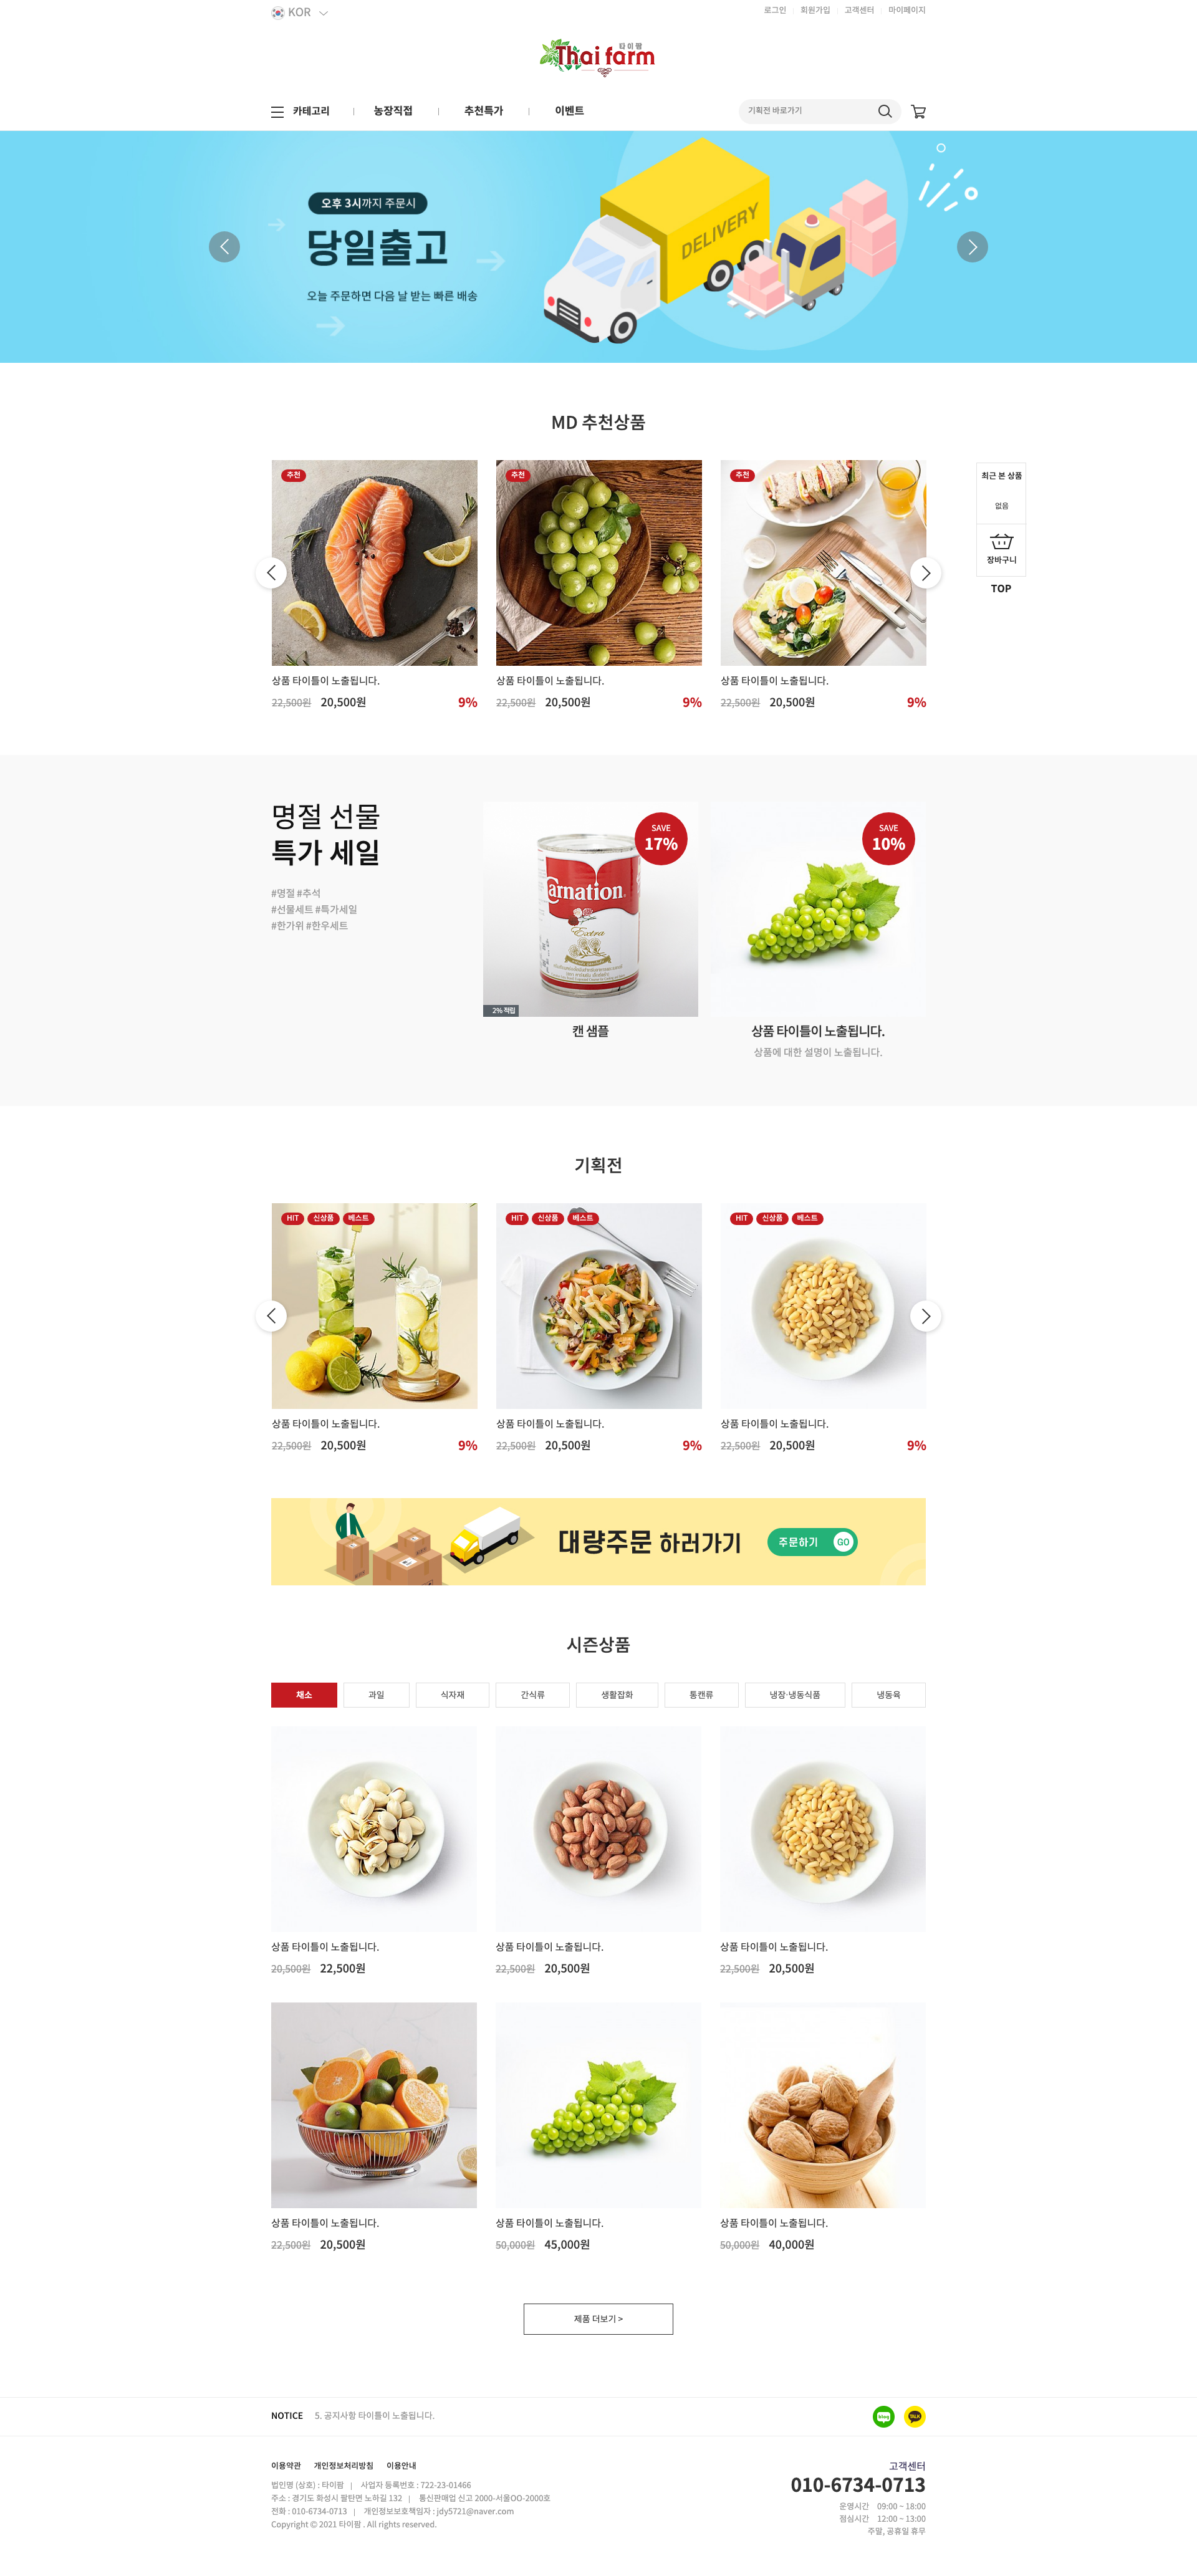 KOR
로그인 회원가입 고객센터 마이페이지
타이팜
Thai farm
카테고리 농장직접 추천특가 이벤트
기획전 바로가기
오후 3시까지 주문시
당일출고
오늘 주문하면 다음 날 받는 빠른 배송
DELIVERY
MD 추천상품
추천 추천 추천
최근 본 상품
없음
장바구니
TOP
상품 타이틀이 노출됩니다. 상품 타이틀이 노출됩니다. 상품 타이틀이 노출됩니다.
22,500원 20,500원 9% 22,500원 20,500원 9% 22,500원 20,500원 9%
명절 선물
특가 세일
#명절 #추석
#선물세트 #특가세일
#한가위 #한우세트
SAVE
17%
SAVE
10%
Carnation
Extra
2% 적립
캔 샘플
상품 타이틀이 노출됩니다.
상품에 대한 설명이 노출됩니다.
기획전
HIT 신상품 베스트 HIT 신상품 베스트 HIT 신상품 베스트
상품 타이틀이 노출됩니다. 상품 타이틀이 노출됩니다. 상품 타이틀이 노출됩니다.
22,500원 20,500원 9% 22,500원 20,500원 9% 22,500원 20,500원 9%
대량주문 하러가기 주문하기 GO
시즌상품
채소 과일 식자재 간식류 생활잡화 통캔류 냉장·냉동식품 냉동육
상품 타이틀이 노출됩니다. 상품 타이틀이 노출됩니다. 상품 타이틀이 노출됩니다.
20,500원 22,500원 22,500원 20,500원 22,500원 20,500원
상품 타이틀이 노출됩니다. 상품 타이틀이 노출됩니다. 상품 타이틀이 노출됩니다.
22,500원 20,500원 50,000원 45,000원 50,000원 40,000원
제품 더보기 >
NOTICE 5. 공지사항 타이틀이 노출됩니다.
blog TALK
이용약관 개인정보처리방침 이용안내
법인명 (상호) : 타이팜 | 사업자 등록번호 : 722-23-01466
주소 : 경기도 화성시 팔탄면 노하길 132 | 통신판매업 신고 2000-서울OO-2000호
전화 : 010-6734-0713 | 개인정보보호책임자 : jdy5721@naver.com
Copyright © 2021 타이팜 . All rights reserved.
고객센터
010-6734-0713
운영시간 09:00 ~ 18:00
점심시간 12:00 ~ 13:00
주말, 공휴일 휴무